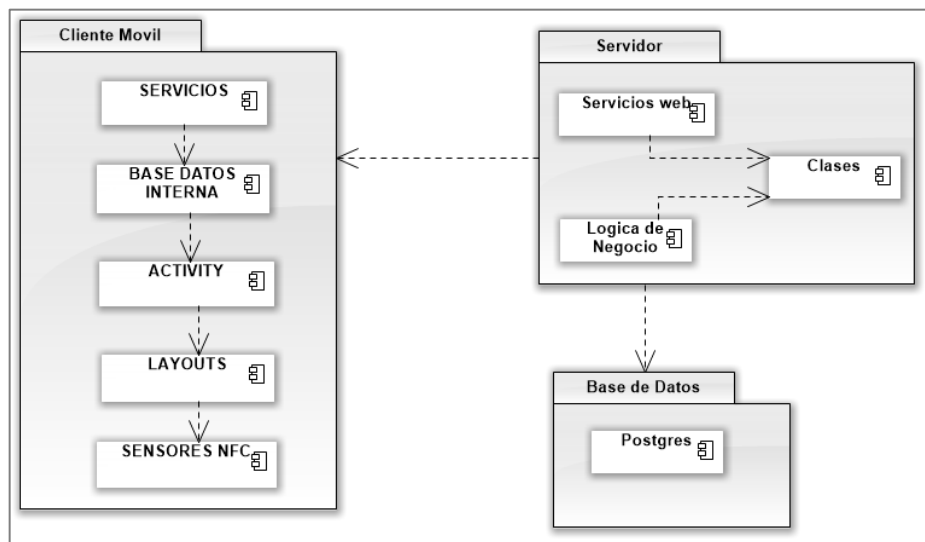 Cliente Movil
SERVICIOS
BASE DATOS
INTERNA
ACTIVITY
LAYOUTS
SENSORES NFC
Servidor
Servicios web
Clases
Logica de
Negocio
Base de Datos
Postgres